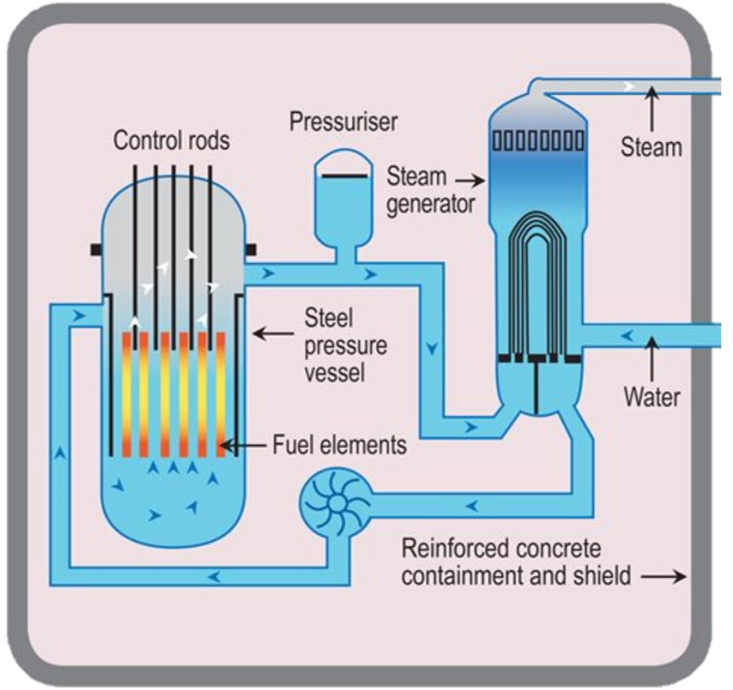 Control rods
Pressuriser
Steam
generator
Steam
Steel
pressure
vessel
Water
Fuel elements
Reinforced concrete
containment and shield